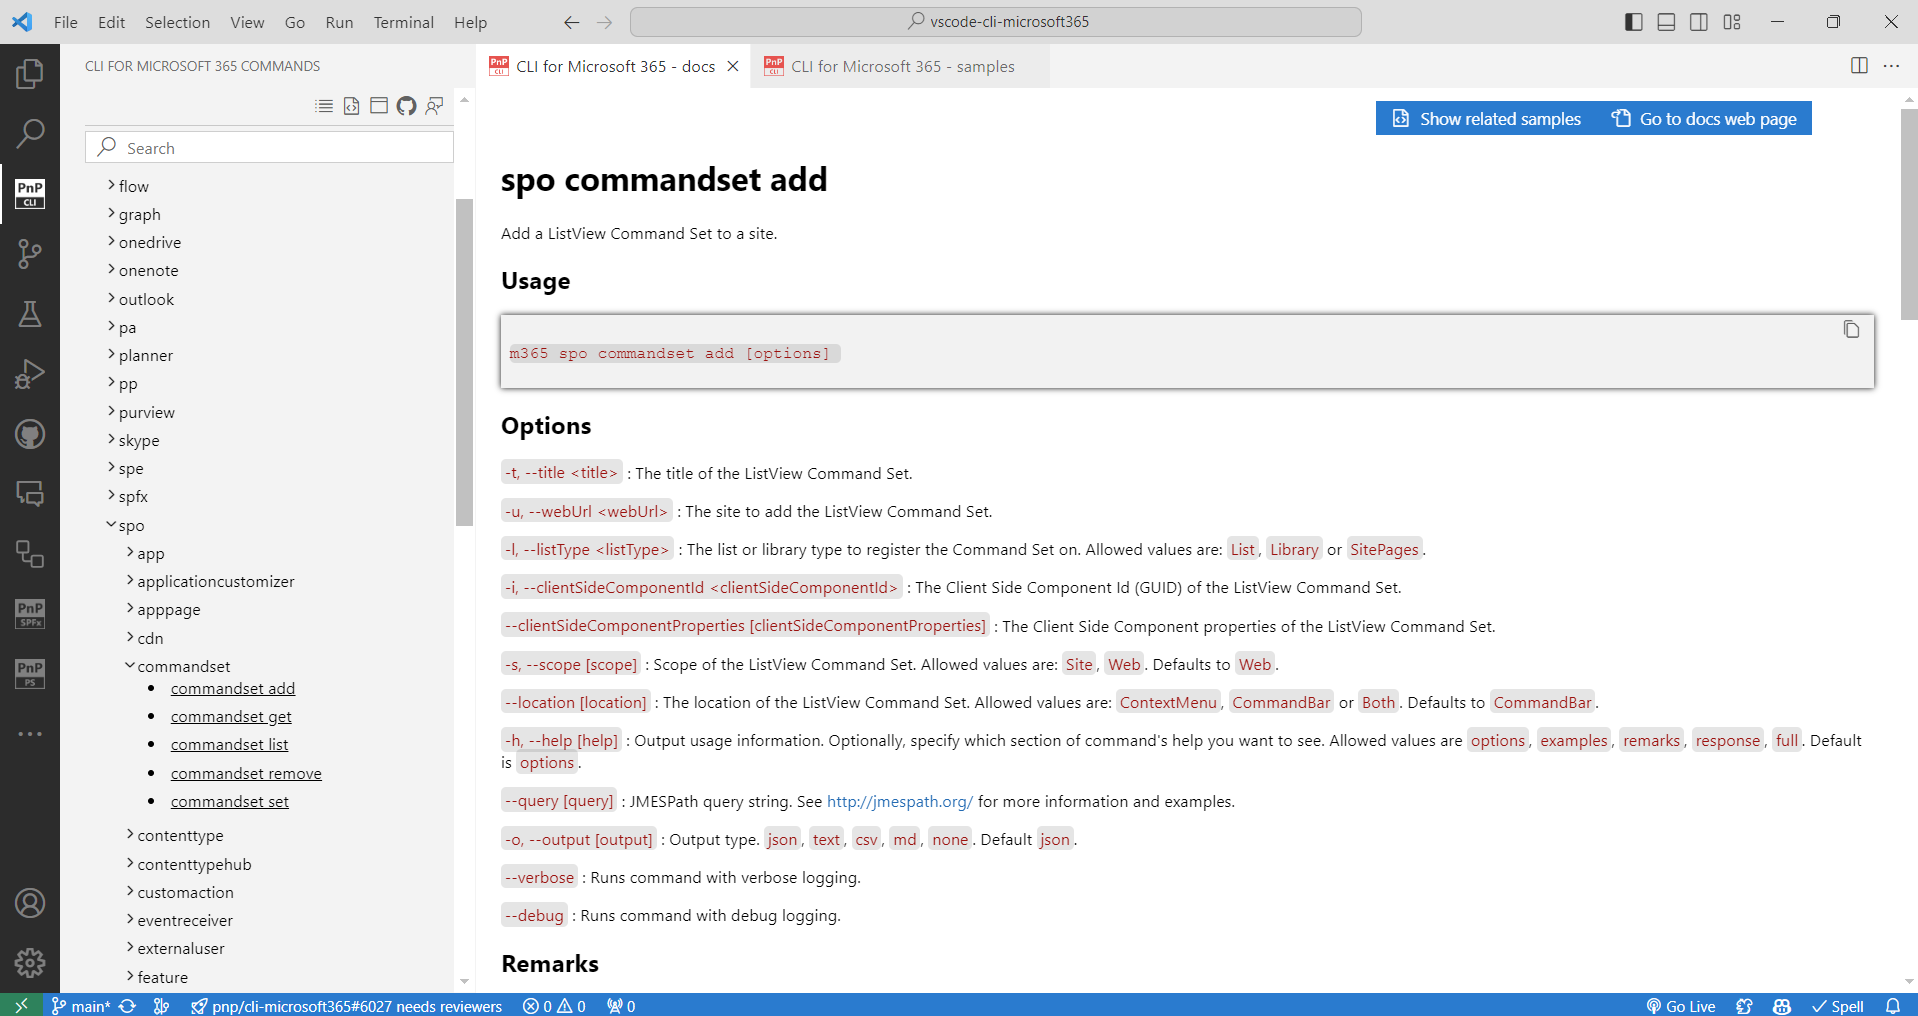 File Edit Selection View Go Run Terminal Help
vscode-cli-microsoft365
CLI FOR MICROSOFT 365 COMMANDS
Search
flow
graph
onedrive
onenote
outlook
pa
planner
pp
purview
skype
spe
spfx
spo
app
applicationcustomizer
apppage
cdn
commandset
commandset add
commandset get
commandset list
commandset remove
commandset set
contenttype
contenttypehub
customaction
eventreceiver
externaluser
feature
PnP CLI
PnP SPFx
PnP PS
PnP CLI CLI for Microsoft 365 - docs
PnP CLI CLI for Microsoft 365 - samples
Show related samples
Go to docs web page
spo commandset add
Add a ListView Command Set to a site.
Usage
m365 spo commandset add [options]
Options
-t, --title <title> : The title of the ListView Command Set.
-u, --webUrl <webUrl> : The site to add the ListView Command Set.
-l, --listType <listType> : The list or library type to register the Command Set on. Allowed values are: List, Library or SitePages.
-i, --clientSideComponentId <clientSideComponentId> : The Client Side Component Id (GUID) of the ListView Command Set.
--clientSideComponentProperties [clientSideComponentProperties] : The Client Side Component properties of the ListView Command Set.
-s, --scope [scope] : Scope of the ListView Command Set. Allowed values are: Site, Web. Defaults to Web.
--location [location] : The location of the ListView Command Set. Allowed values are: ContextMenu, CommandBar or Both. Defaults to CommandBar.
-h, --help [help] : Output usage information. Optionally, specify which section of command's help you want to see. Allowed values are options, examples, remarks, response, full. Default
is options.
--query [query] : JMESPath query string. See http://jmespath.org/ for more information and examples.
-o, --output [output] : Output type. json, text, csv, md, none. Default json.
--verbose : Runs command with verbose logging.
--debug : Runs command with debug logging.
Remarks
main* pnp/cli-microsoft365#6027 needs reviewers 0 0 0 Go Live Spell